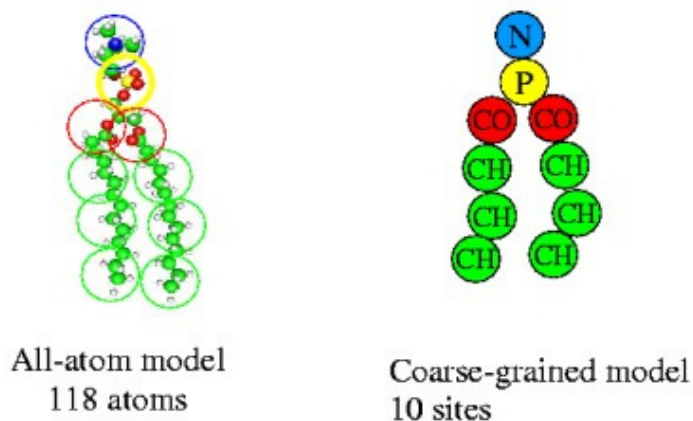 N
P
CO CO
CH CH
CH CH
CH CH
All-atom model
118 atoms
Coarse-grained model
10 sites